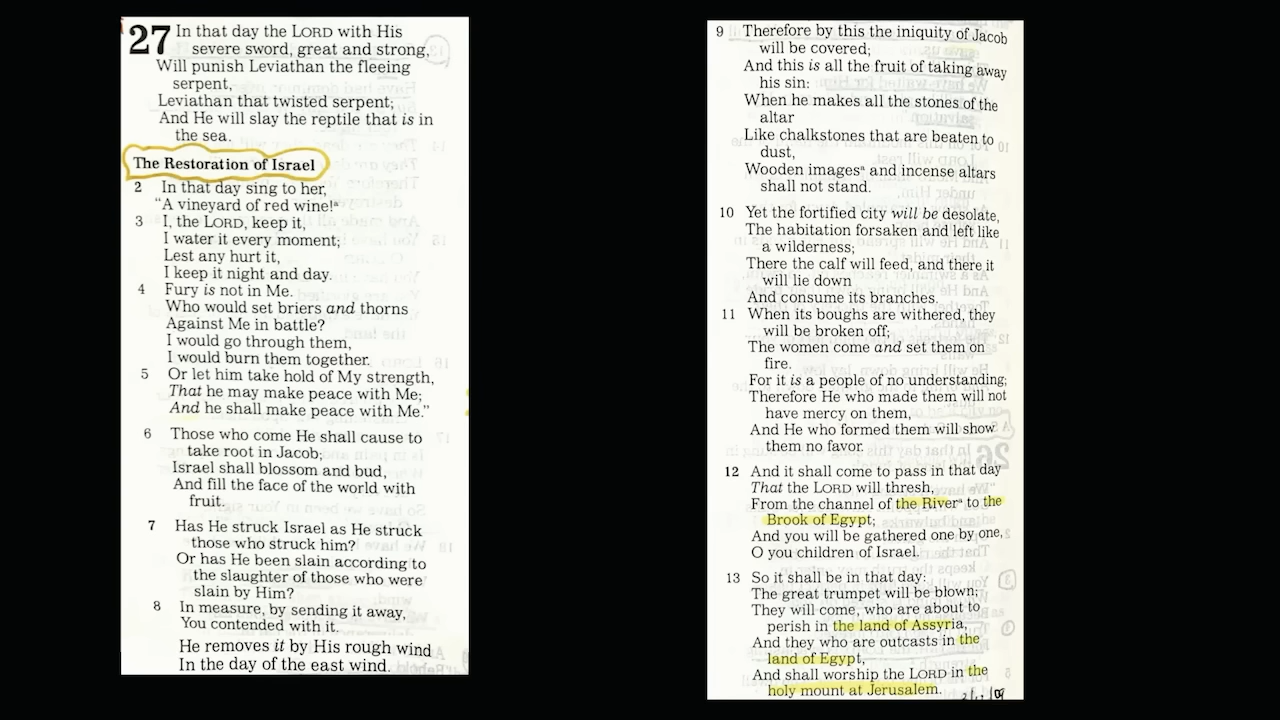 27 In that day the LORD with His
severe sword, great and strong,
Will punish Leviathan the fleeing
serpent,
Leviathan that twisted serpent;
And He will slay the reptile that is in
the sea.
The Restoration of Israel
2 In that day sing to her,
“A vineyard of red wine!ᵃ
3 I, the LORD, keep it,
I water it every moment;
Lest any hurt it,
I keep it night and day.
4 Fury is not in Me.
Who would set briers and thorns
Against Me in battle?
I would go through them,
I would burn them together.
5 Or let him take hold of My strength,
That he may make peace with Me;
And he shall make peace with Me.”
6 Those who come He shall cause to
take root in Jacob;
Israel shall blossom and bud,
And fill the face of the world with
fruit.
7 Has He struck Israel as He struck
those who struck him?
Or has He been slain according to
the slaughter of those who were
slain by Him?
8 In measure, by sending it away,
You contended with it.
He removes it by His rough wind
In the day of the east wind.
9 Therefore by this the iniquity of Jacob
will be covered;
And this is all the fruit of taking away
his sin:
When he makes all the stones of the
altar
Like chalkstones that are beaten to
dust,
Wooden imagesᵃ and incense altars
shall not stand.
10 Yet the fortified city will be desolate,
The habitation forsaken and left like
a wilderness;
There the calf will feed, and there it
will lie down
And consume its branches.
11 When its boughs are withered, they
will be broken off;
The women come and set them on
fire.
For it is a people of no understanding;
Therefore He who made them will not
have mercy on them,
And He who formed them will show
them no favor.
12 And it shall come to pass in that day
That the LORD will thresh,
From the channel of the Riverᵃ to the
Brook of Egypt;
And you will be gathered one by one,
O you children of Israel.
13 So it shall be in that day:
The great trumpet will be blown;
They will come, who are about to
perish in the land of Assyria,
And they who are outcasts in the
land of Egypt,
And shall worship the LORD in the
holy mount at Jerusalem.